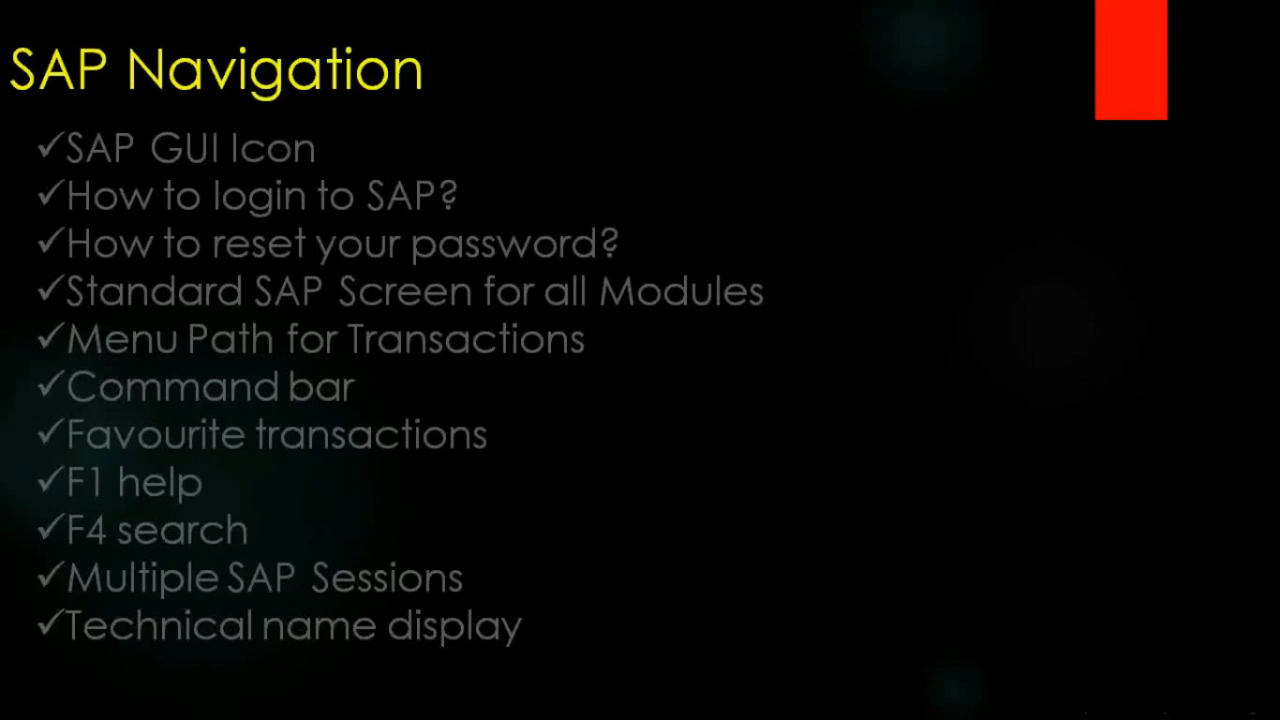 SAP Navigation
✓SAP GUI Icon
✓How to login to SAP?
✓How to reset your password?
✓Standard SAP Screen for all Modules
✓Menu Path for Transactions
✓Command bar
✓Favourite transactions
✓F1 help
✓F4 search
✓Multiple SAP Sessions
✓Technical name display